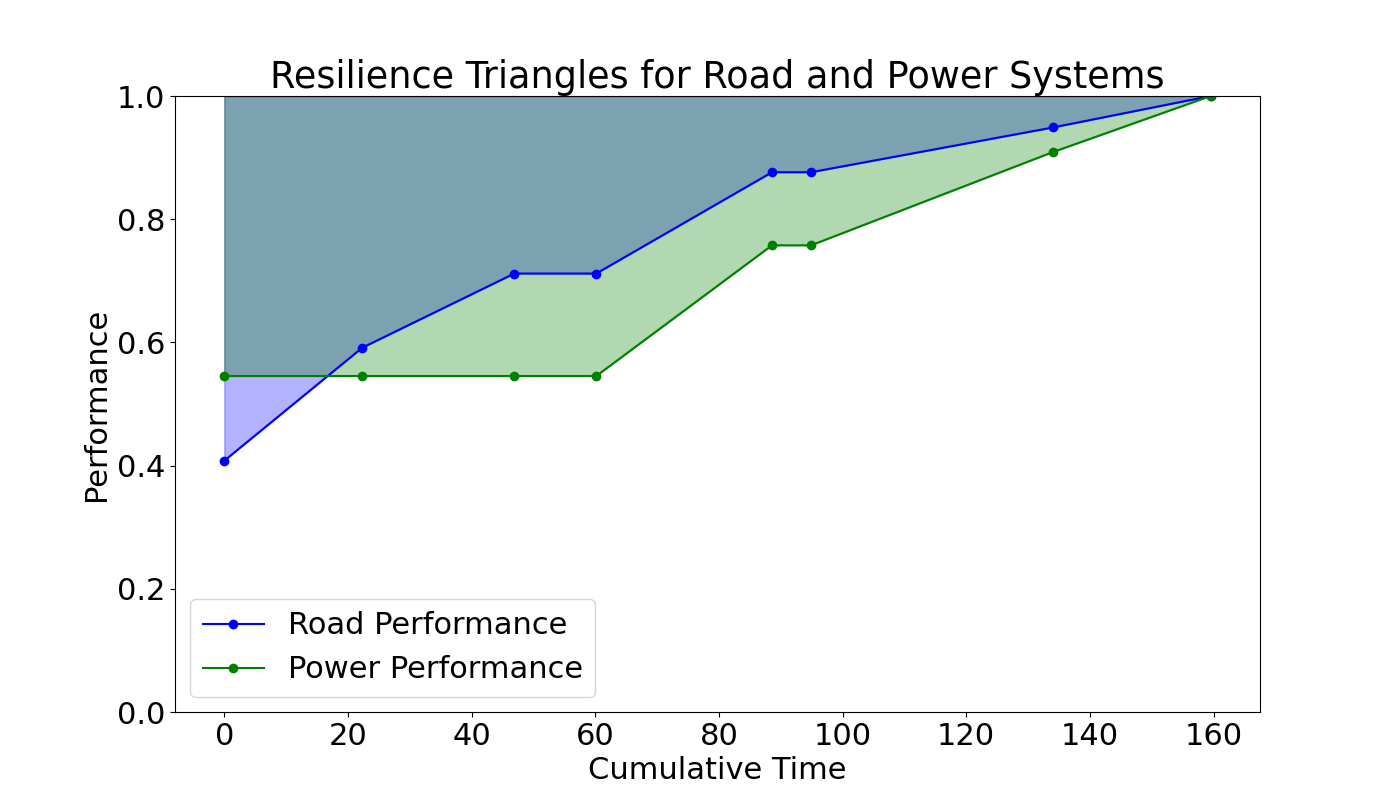 Resilience Triangles for Road and Power Systems
1.0
0.8
0.6
0.4
0.2
0.0
Performance
Road Performance
Power Performance
0 20 40 60 80 100 120 140 160
Cumulative Time